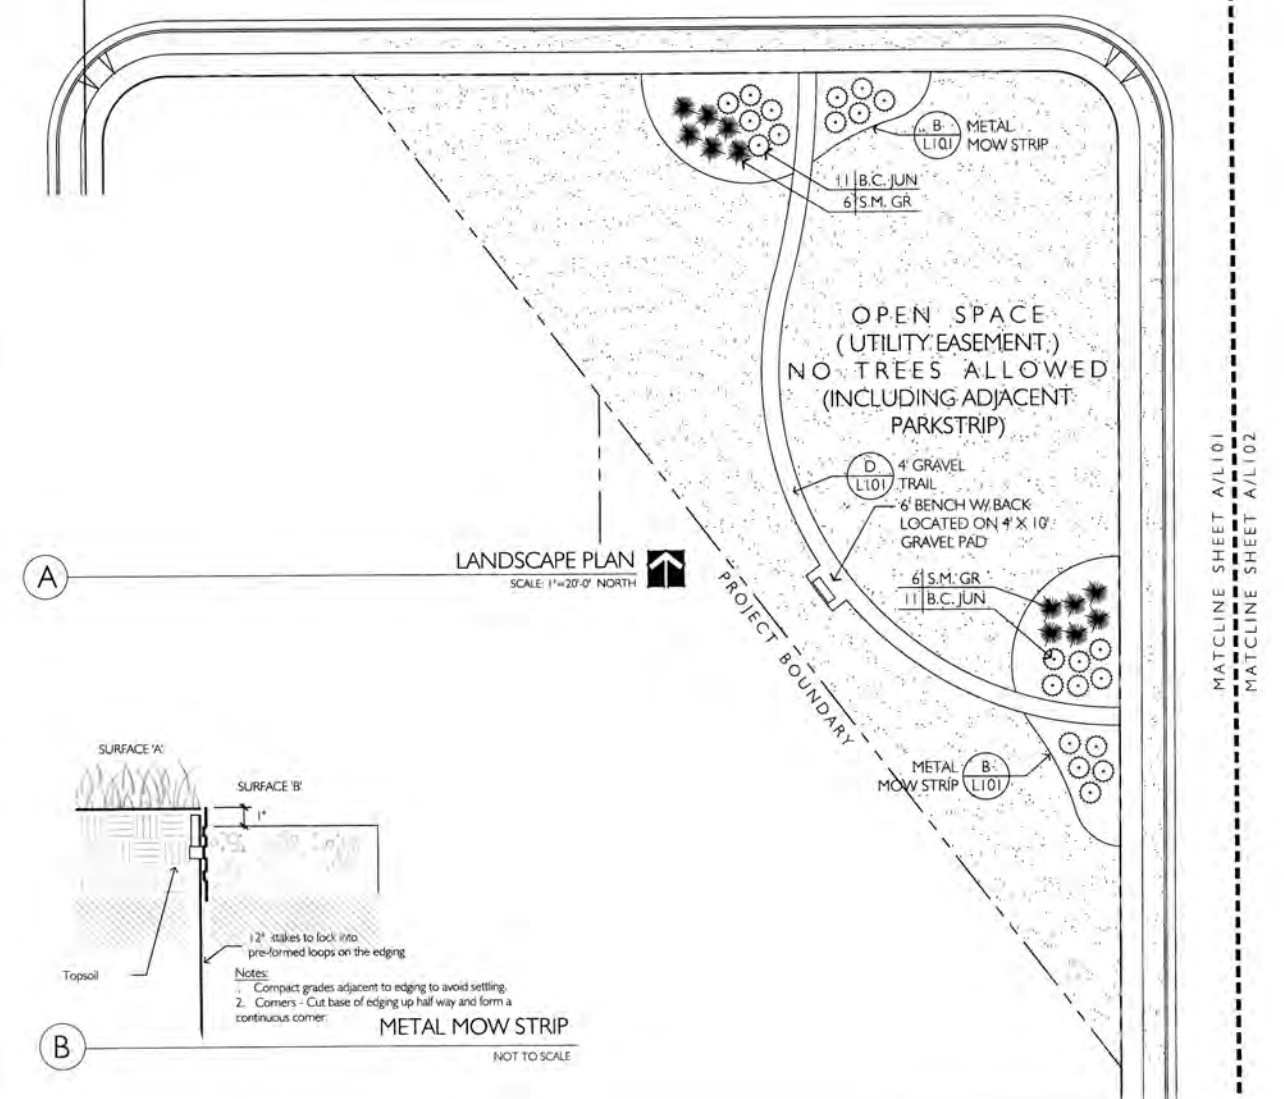 B METAL
L101 MOW STRIP
11 B.C. JUN
6 S.M. GR
OPEN SPACE
( UTILITY EASEMENT )
NO TREES ALLOWED
(INCLUDING ADJACENT
PARKSTRIP)
D 4' GRAVEL
L101 TRAIL
6' BENCH W/ BACK
LOCATED ON 4' X 10'
GRAVEL PAD
MATCLINE SHEET A/L101
MATCLINE SHEET A/L102
A
LANDSCAPE PLAN
SCALE: 1"=20'-0" NORTH
6 S.M. GR
11 B.C. JUN
PROJECT BOUNDARY
METAL B
MOW STRIP L101
SURFACE 'A'
SURFACE 'B'
1"
12" stakes to lock into
pre-formed loops on the edging
Topsoil
Notes:
. Compact grades adjacent to edging to avoid settling.
2. Corners - Cut base of edging up half way and form a
continuous corner.
B
METAL MOW STRIP
NOT TO SCALE